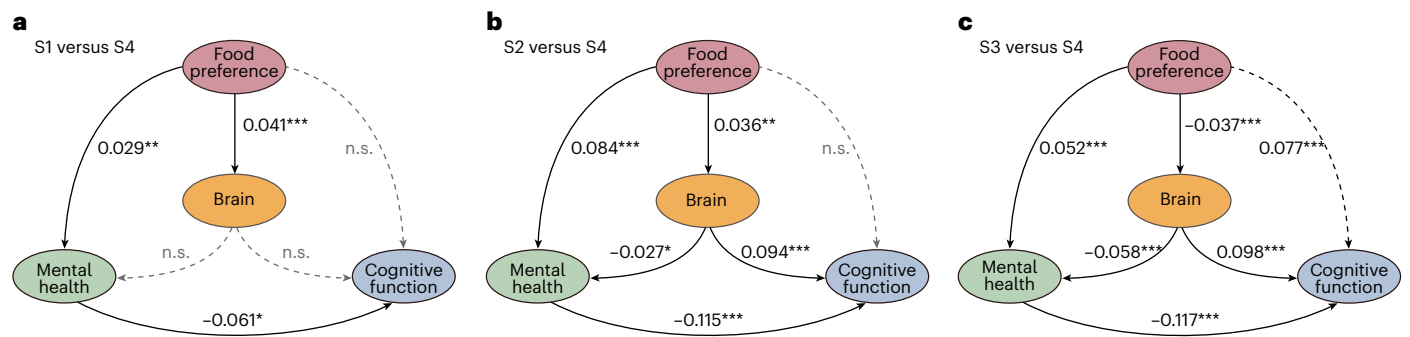 a
S1 versus S4
Food
preference
0.041***
0.029**
n.s.
Brain
n.s.
n.s.
Mental
health
Cognitive
function
−0.061*
b
S2 versus S4
Food
preference
0.036**
0.084***
n.s.
Brain
−0.027*
0.094***
Mental
health
Cognitive
function
−0.115***
c
S3 versus S4
Food
preference
−0.037***
0.052***
0.077***
Brain
−0.058***
0.098***
Mental
health
Cognitive
function
−0.117***